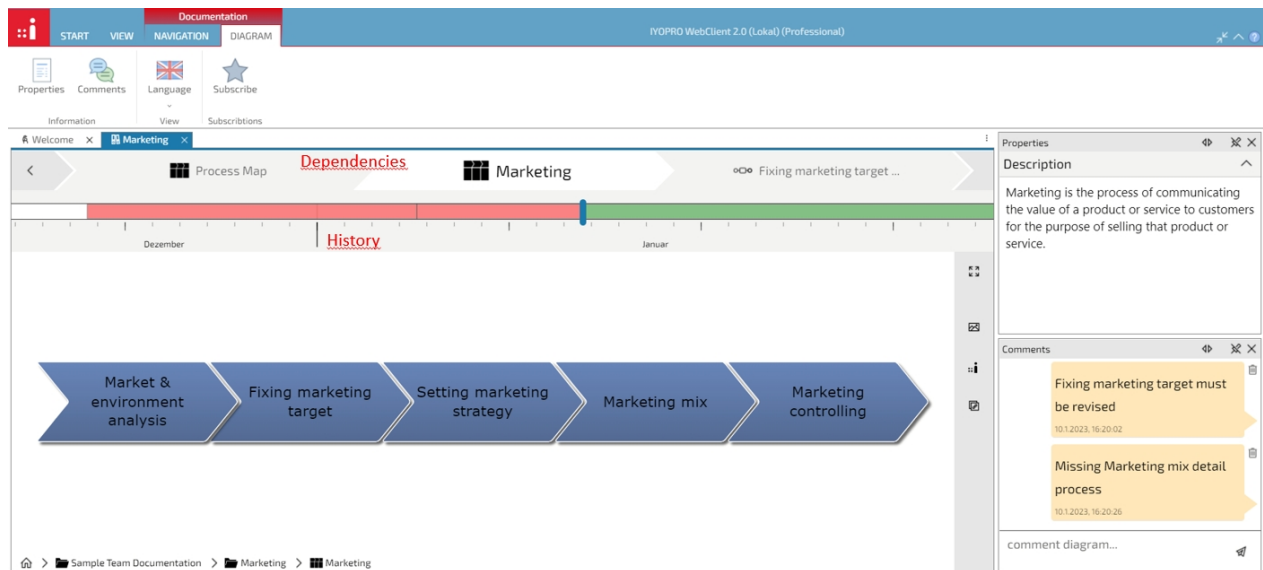 Documentation
START VIEW NAVIGATION DIAGRAM
IYOPRO WebClient 2.0 (Lokal) (Professional)
Properties Comments Language Subscribe
Information View Subscribtions
Welcome Marketing
Process Map Dependencies Marketing Fixing marketing target ...
Dezember History Januar
Market &
environment
analysis
Fixing marketing
target
Setting marketing
strategy
Marketing mix
Marketing
controlling
Sample Team Documentation > Marketing > Marketing
Properties
Description
Marketing is the process of communicating
the value of a product or service to customers
for the purpose of selling that product or
service.
Comments
Fixing marketing target must
be revised
10.1.2023, 16:20:02
Missing Marketing mix detail
process
10.1.2023, 16:20:26
comment diagram...